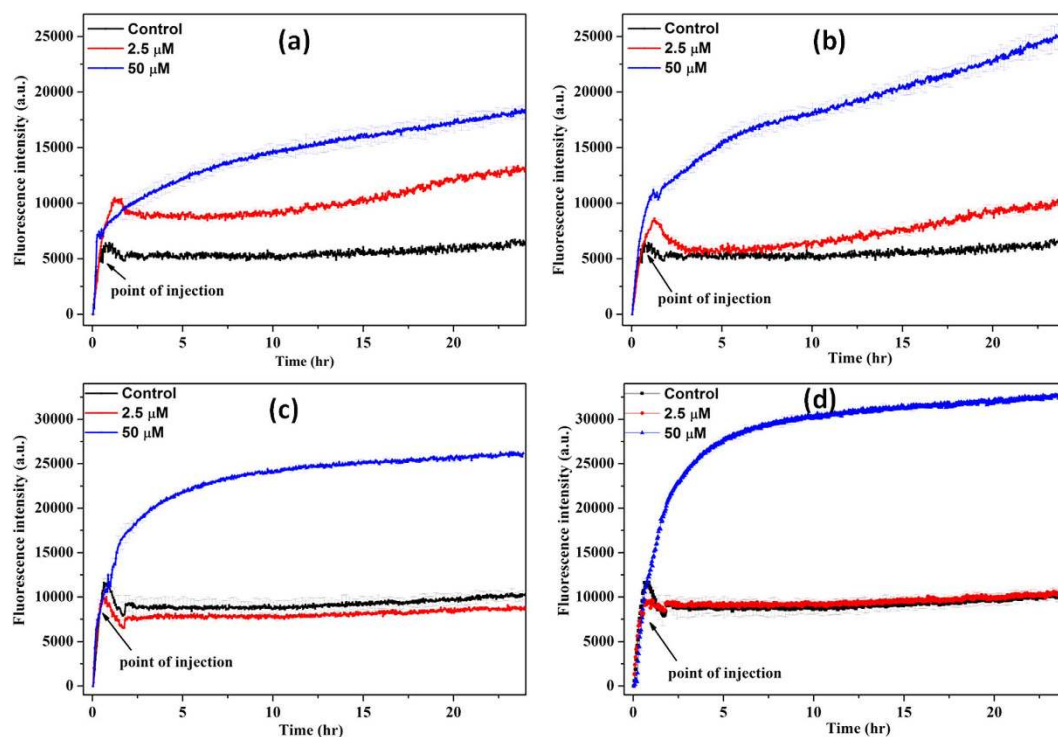 (a)
Control
2.5 μM
50 μM
25000
20000
15000
10000
5000
0
Fluorescence intensity (a.u.)
point of injection
0 5 10 15 20
Time (hr)
(b)
Control
2.5 μM
50 μM
25000
20000
15000
10000
5000
0
Fluorescence intensity (a.u.)
point of injection
0 5 10 15 20
Time (hr)
(c)
Control
2.5 μM
50 μM
30000
25000
20000
15000
10000
5000
0
Fluorescence intensity (a.u.)
point of injection
0 5 10 15 20
Time (hr)
(d)
Control
2.5 μM
50 μM
30000
25000
20000
15000
10000
5000
0
Fluorescence intensity (a.u.)
point of injection
0 5 10 15 20
Time (hr)